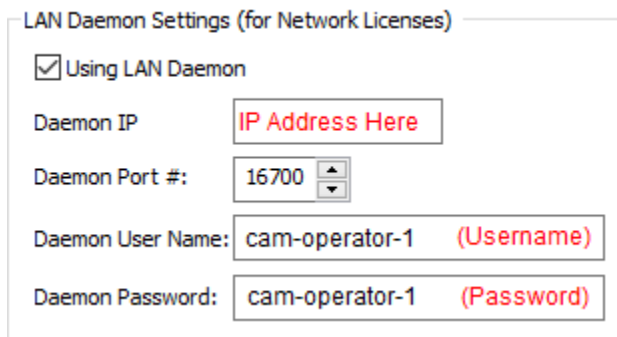 LAN Daemon Settings (for Network Licenses)
Using LAN Daemon
Daemon IP IP Address Here
Daemon Port #: 16700
Daemon User Name: cam-operator-1 (Username)
Daemon Password: cam-operator-1 (Password)